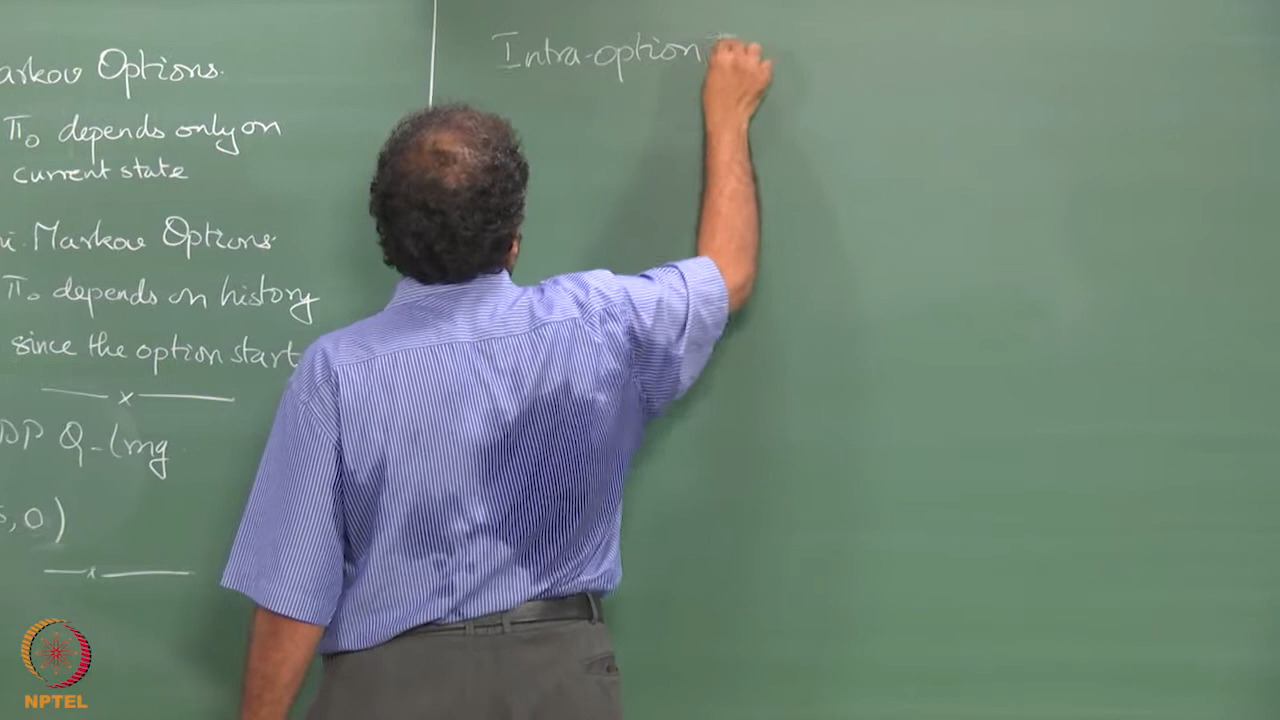 arkov Options.
π₀ depends only on
current state
i. Markov Options.
π₀ depends on history
since the option start
x
DP Q-lrng
s, o)
x
Intra-option
NPTEL